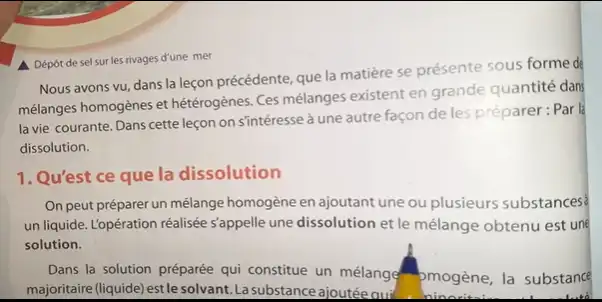 ▲ Dépôt de sel sur les rivages d'une mer
Nous avons vu, dans la leçon précédente, que la matière se présente sous forme de
mélanges homogènes et hétérogènes. Ces mélanges existent en grande quantité dans
la vie courante. Dans cette leçon on s'intéresse à une autre façon de les préparer : Par la
dissolution.
1. Qu'est ce que la dissolution
On peut préparer un mélange homogène en ajoutant une ou plusieurs substances à
un liquide. L'opération réalisée s'appelle une dissolution et le mélange obtenu est une
solution.
Dans la solution préparée qui constitue un mélange homogène, la substance
majoritaire (liquide) est le solvant. La substance ajoutée qui